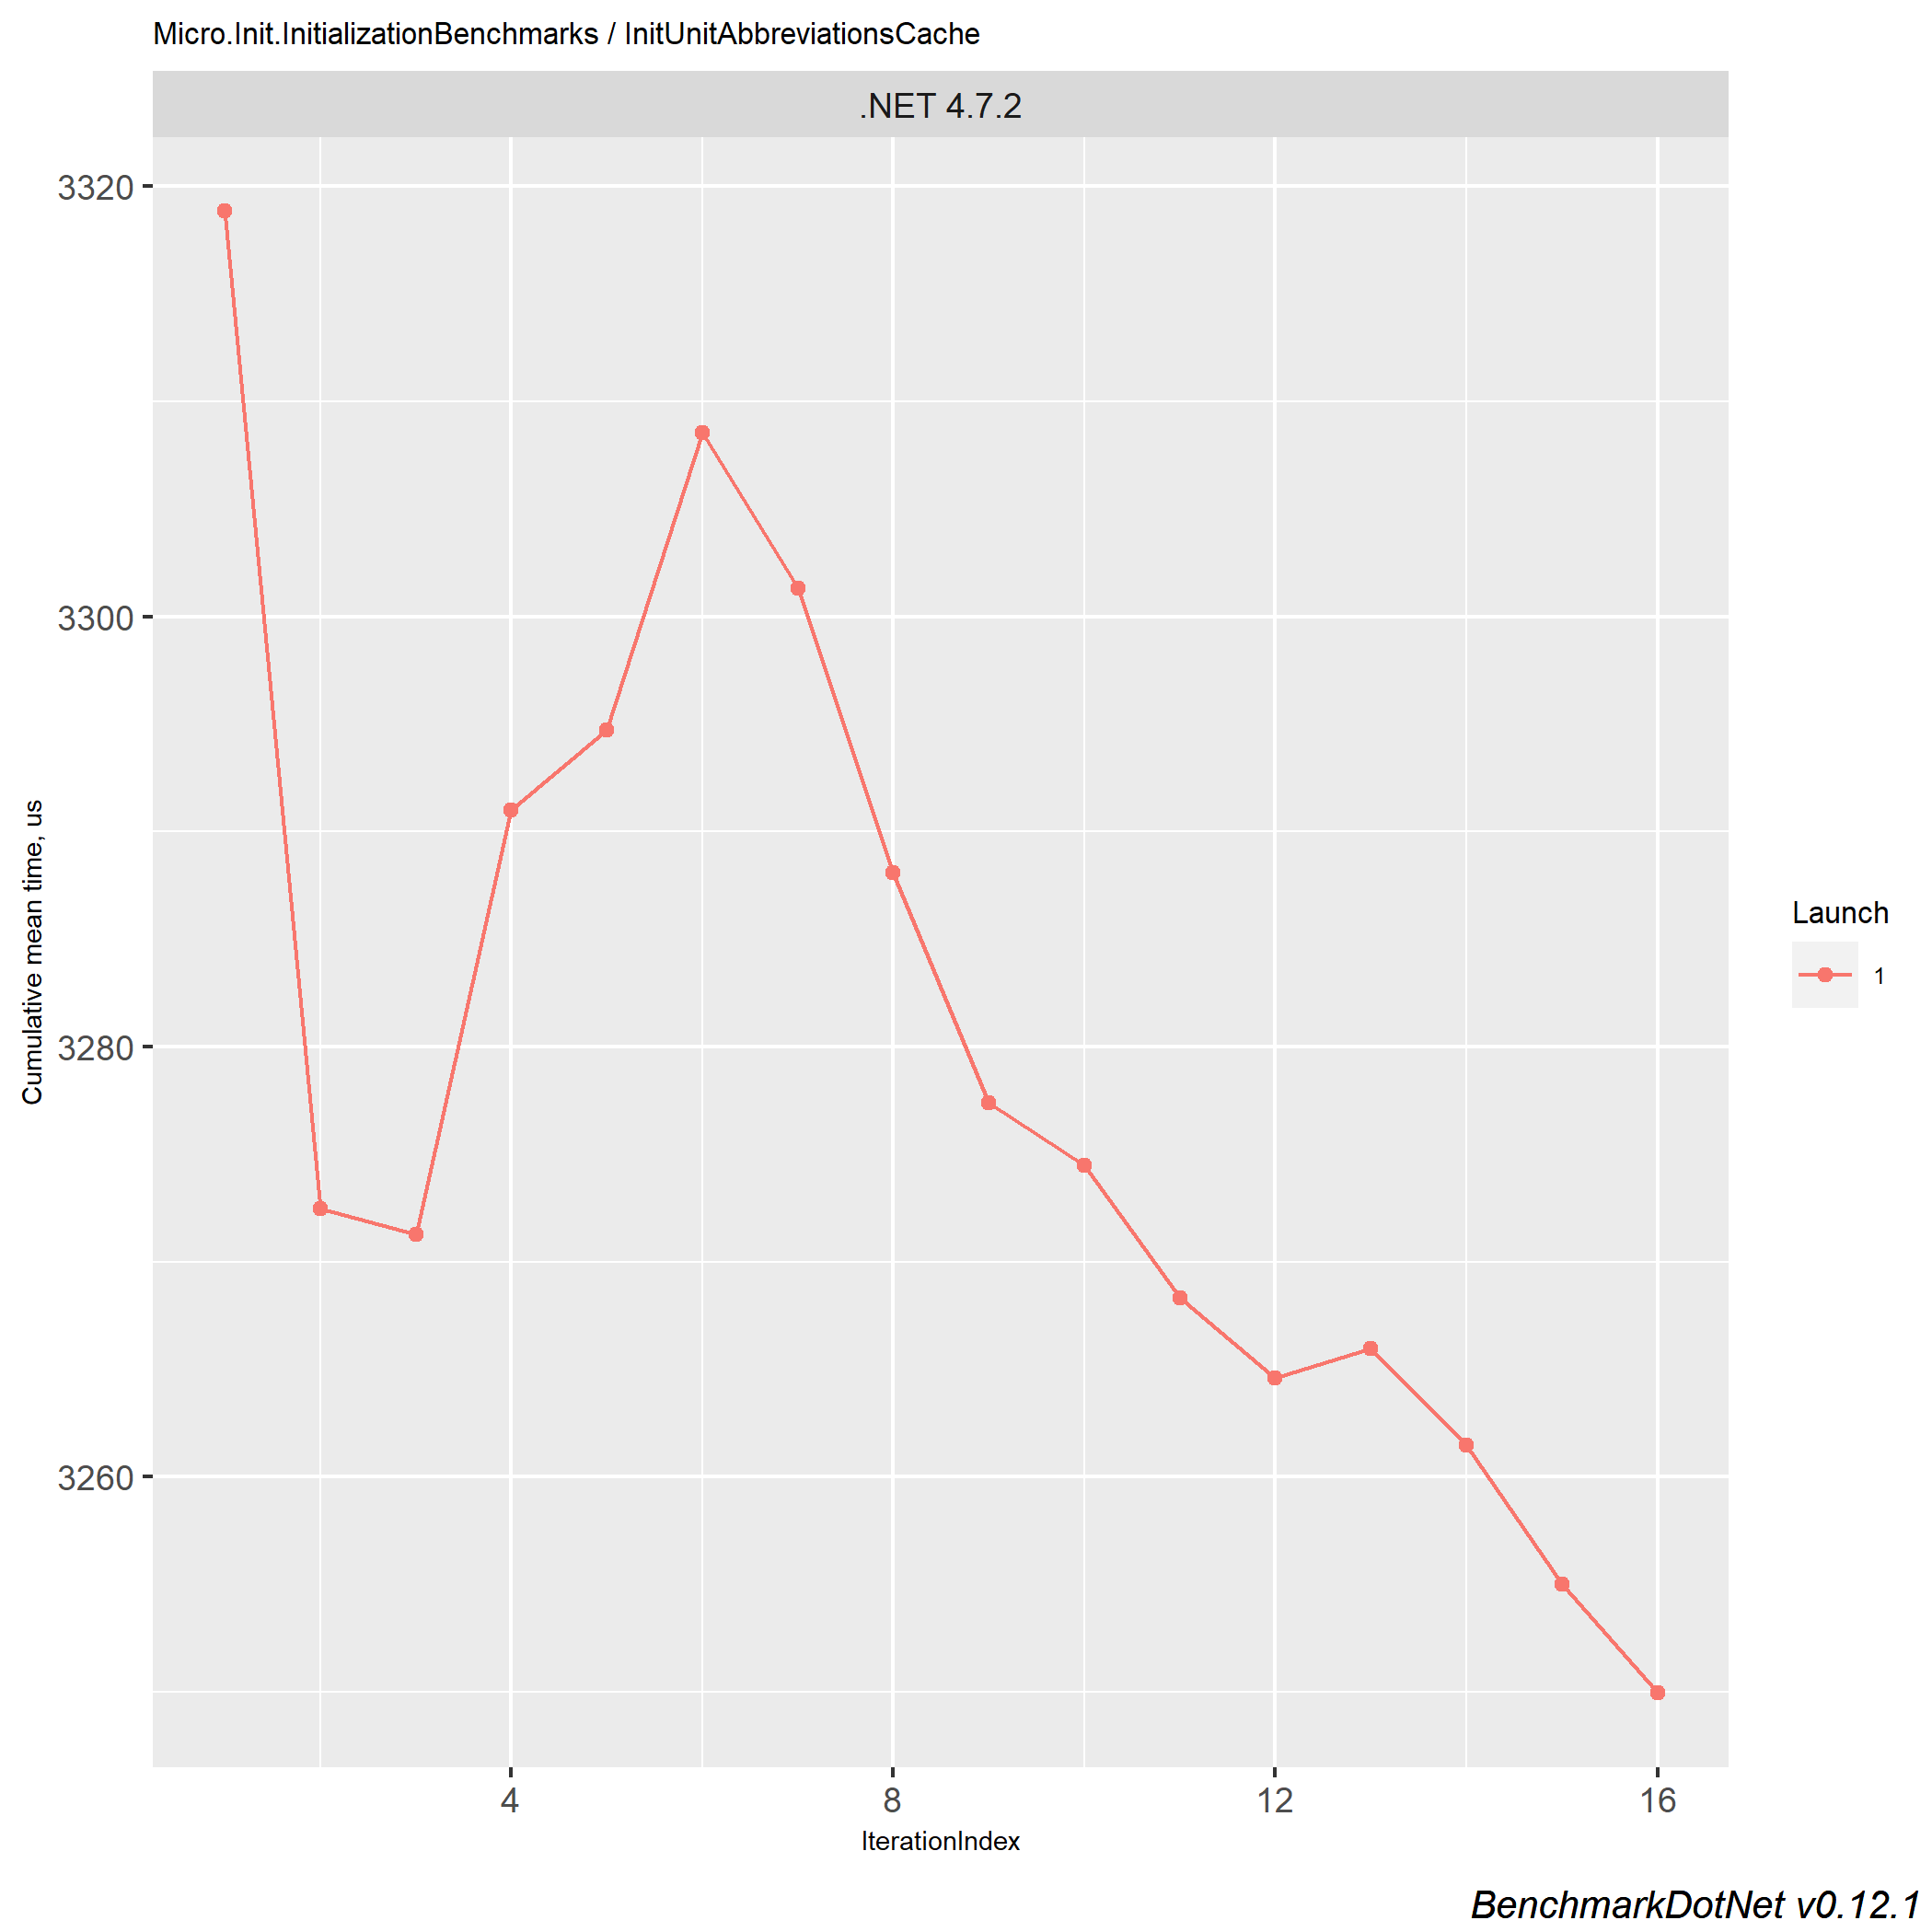 Micro.Init.InitializationBenchmarks / InitUnitAbbreviationsCache
.NET 4.7.2
3320
3300
3280
3260
Cumulative mean time, us
4
8
12
16
IterationIndex
Launch
1
BenchmarkDotNet v0.12.1